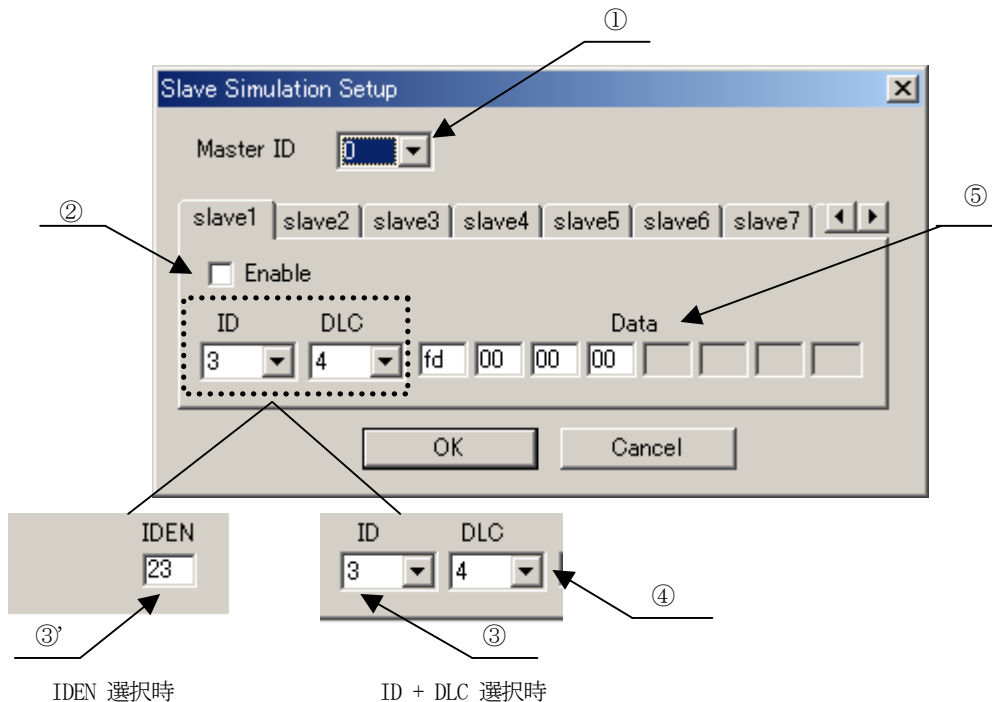 ①
Slave Simulation Setup
Master ID 0
②
⑤
slave1 slave2 slave3 slave4 slave5 slave6 slave7
Enable
ID DLC Data
3 4 fd 00 00 00
OK Cancel
IDEN
23
ID DLC
3 4
④
③’
③
IDEN 選択時
ID + DLC 選択時